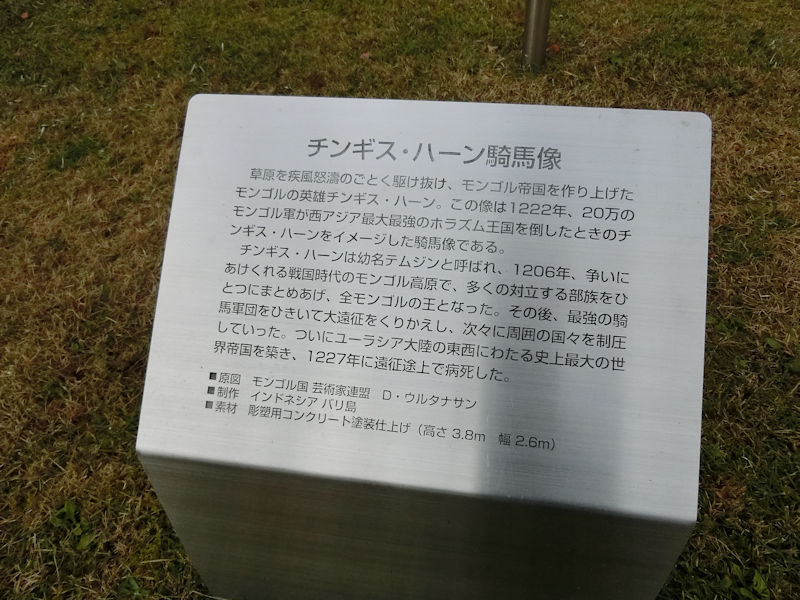 チンギス・ハーン騎馬像
草原を疾風怒濤のごとく駆け抜け、モンゴル帝国を作り上げた
モンゴルの英雄チンギス・ハーン。この像は1222年、20万の
モンゴル軍が西アジア最大最強のホラズム王国を倒したときのチ
ンギス・ハーンをイメージした騎馬像である。
チンギス・ハーンは幼名テムジンと呼ばれ、1206年、争いに
あけくれる戦国時代のモンゴル高原で、多くの対立する部族をひ
とつにまとめあげ、全モンゴルの王となった。その後、最強の騎
馬軍団をひきいて大遠征をくりかえし、次々に周囲の国々を制圧
していった。ついにユーラシア大陸の東西にわたる史上最大の世
界帝国を築き、1227年に遠征途上で病死した。
■原図 モンゴル国 芸術家連盟 D・ウルタナサン
■制作 インドネシア バリ島
■素材 彫塑用コンクリート塗装仕上げ（高さ 3.8m 幅 2.6m）